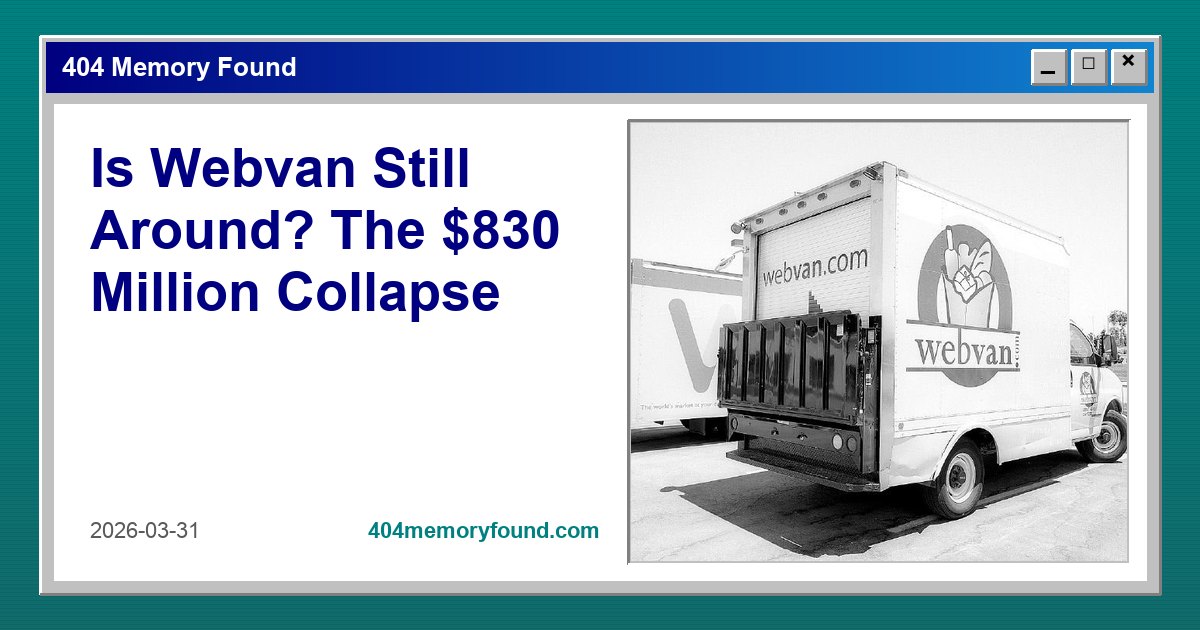 404 Memory Found
Is Webvan Still
Around? The $830
Million Collapse
2026-03-31
404memoryfound.com
webvan.com
webvan.com